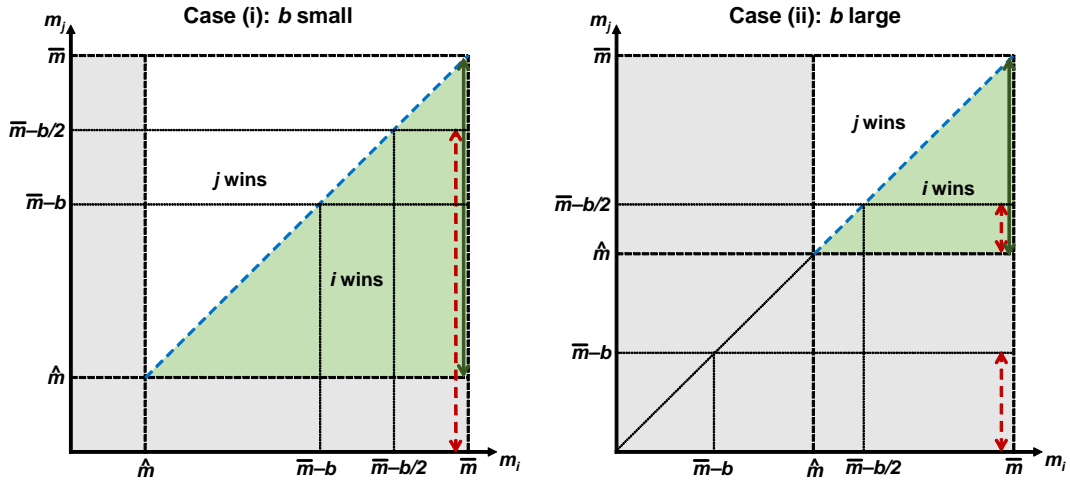 Case (i): b small
m_j
m̅
m̅–b/2
m̅–b
m̂
j wins
i wins
m̂
m̅–b
m̅–b/2
m̅
m_i
Case (ii): b large
m_j
m̅
m̅–b/2
m̂
m̅–b
j wins
i wins
m̅–b
m̂
m̅–b/2
m̅
m_i